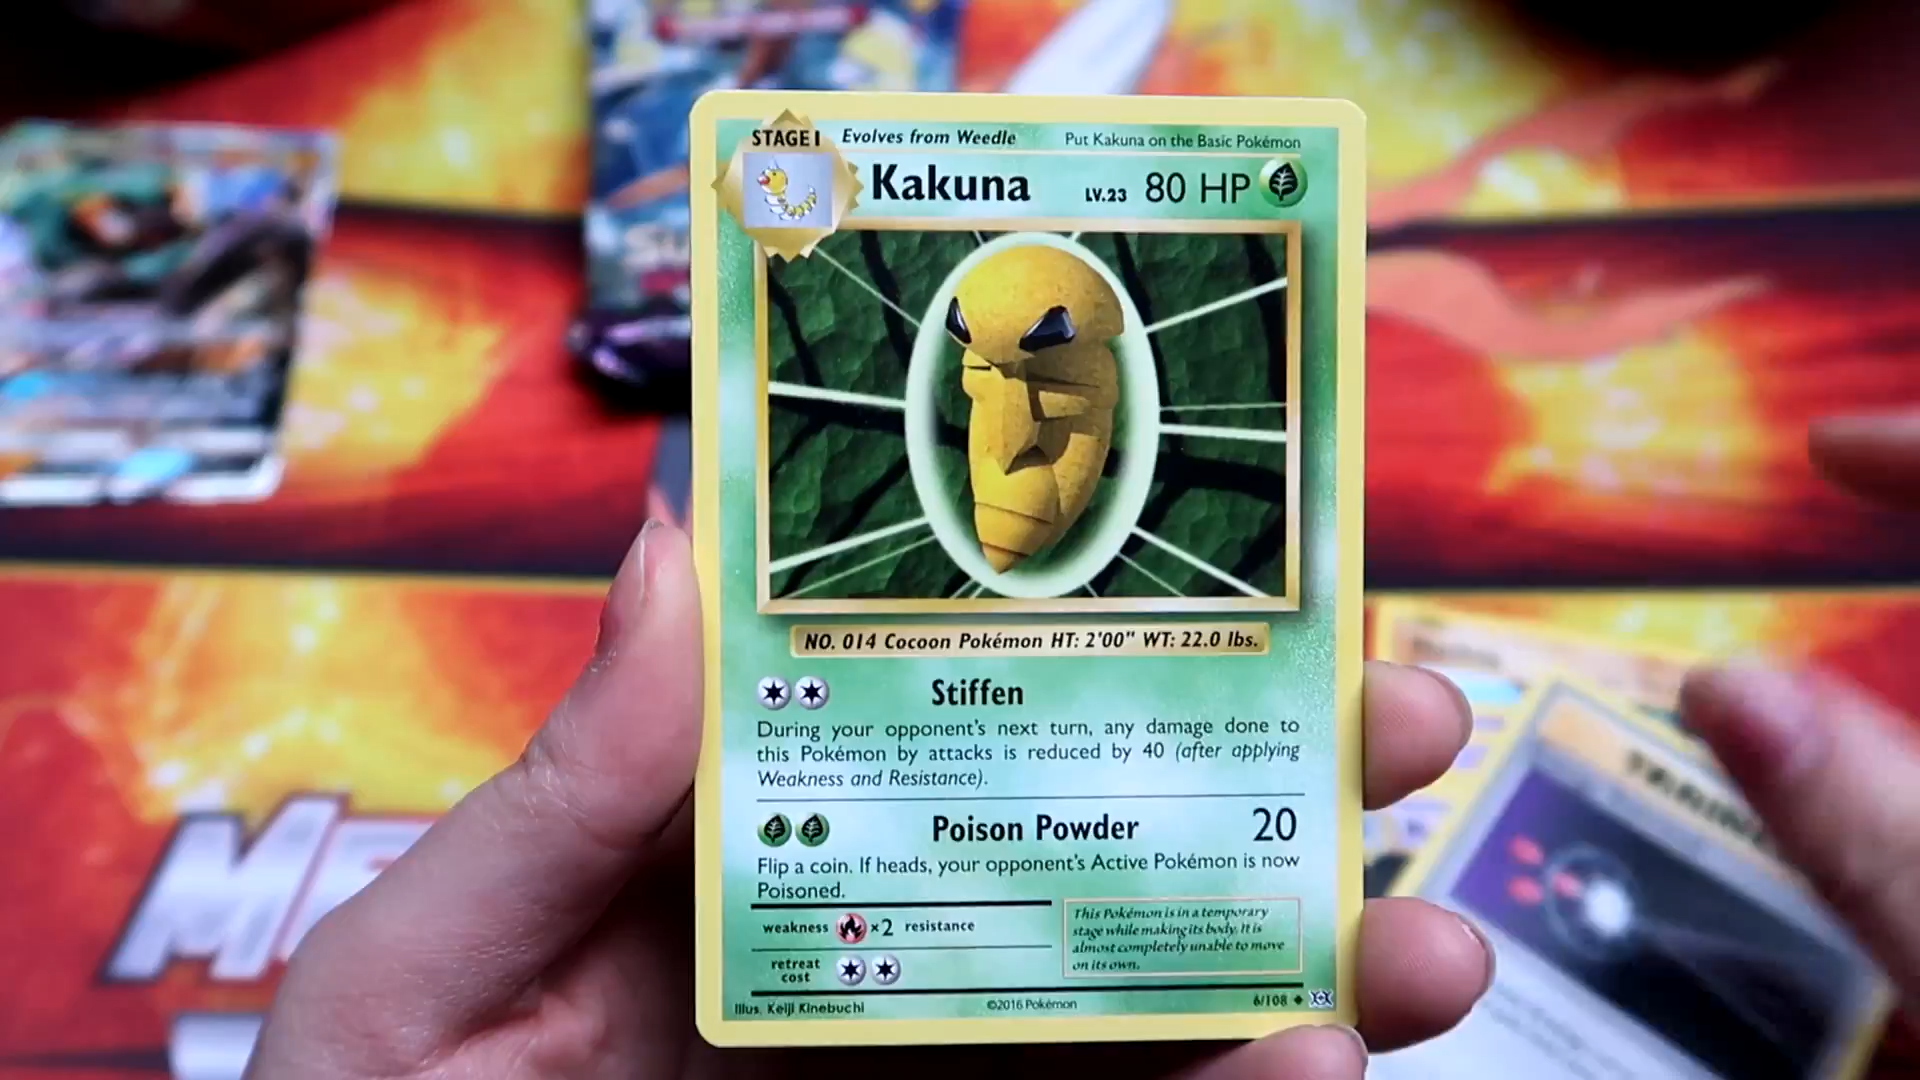 STAGE 1 Evolves from Weedle Put Kakuna on the Basic Pokémon
Kakuna LV.23 80 HP
NO. 014 Cocoon Pokémon HT: 2'00" WT: 22.0 lbs.
Stiffen
During your opponent's next turn, any damage done to
this Pokémon by attacks is reduced by 40 (after applying
Weakness and Resistance).
Poison Powder 20
Flip a coin. If heads, your opponent's Active Pokémon is now
Poisoned.
weakness ×2 resistance
retreat
cost
This Pokémon is in a temporary
stage while making its body. It is
almost completely unable to move
on its own.
Illus. Keiji Kinebuchi ©2016 Pokémon 6/108